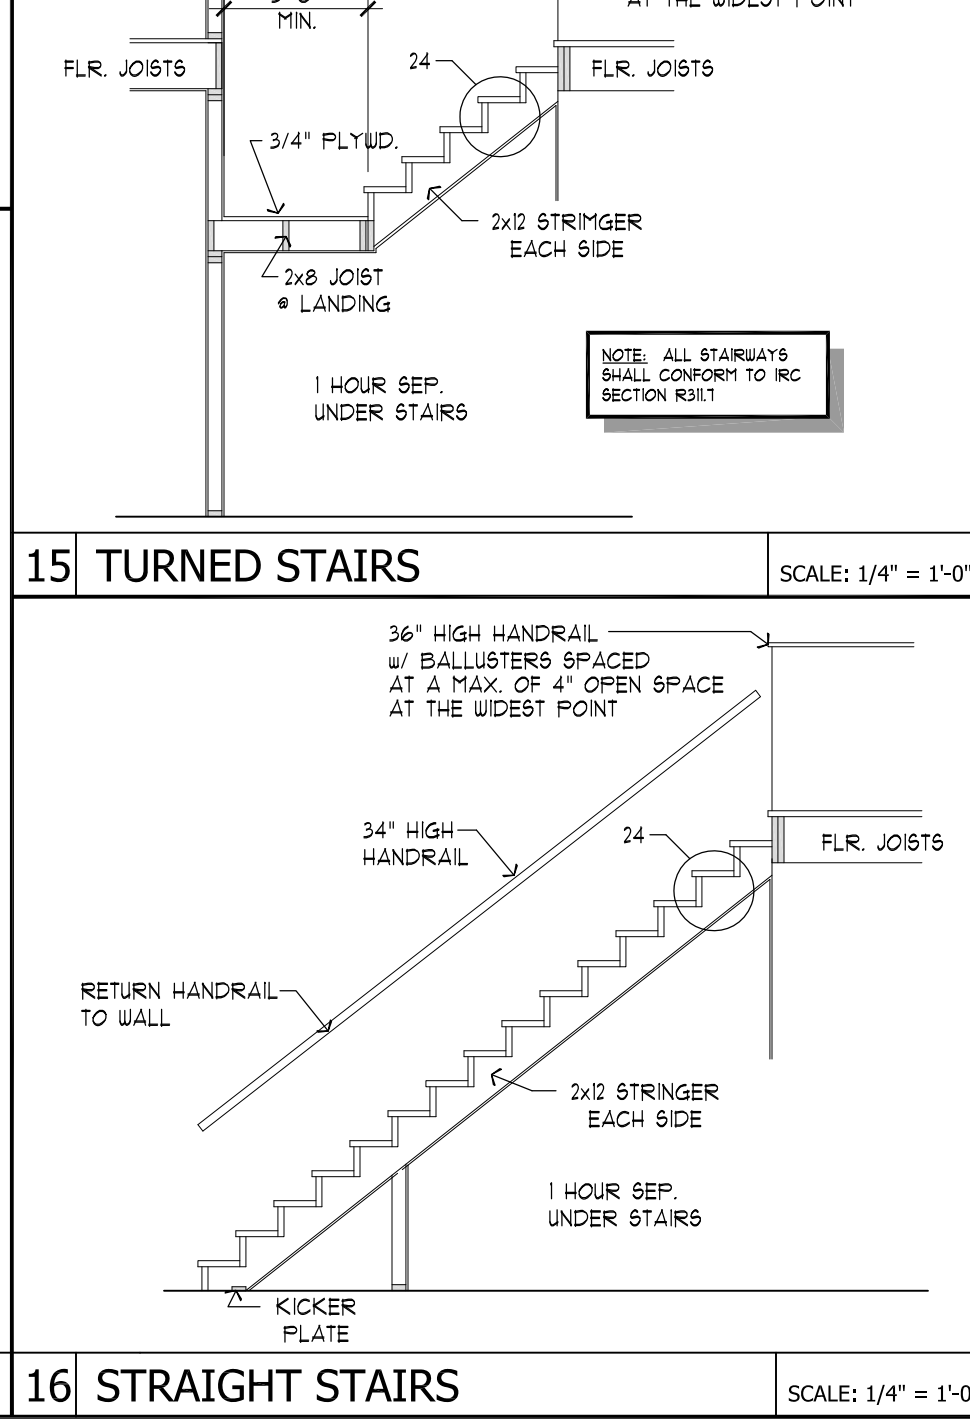 MIN.
FLR. JOISTS
24
FLR. JOISTS
3/4" PLYWD.
2x12 STRIMGER
EACH SIDE
2x8 JOIST
@ LANDING
1 HOUR SEP.
UNDER STAIRS
NOTE: ALL STAIRWAYS
SHALL CONFORM TO IRC
SECTION R311.7
15 TURNED STAIRS
SCALE: 1/4" = 1'-0"
36" HIGH HANDRAIL
w/ BALLUSTERS SPACED
AT A MAX. OF 4" OPEN SPACE
AT THE WIDEST POINT
34" HIGH
HANDRAIL
24
FLR. JOISTS
RETURN HANDRAIL
TO WALL
2x12 STRINGER
EACH SIDE
1 HOUR SEP.
UNDER STAIRS
KICKER
PLATE
16 STRAIGHT STAIRS
SCALE: 1/4" = 1'-0